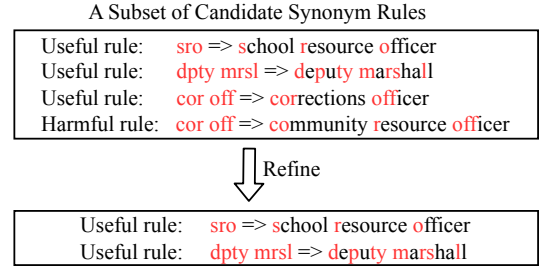 A Subset of Candidate Synonym Rules
Useful rule: sro => school resource officer
Useful rule: dpty mrsl => deputy marshall
Useful rule: cor off => corrections officer
Harmful rule: cor off => community resource officer
Refine
Useful rule: sro => school resource officer
Useful rule: dpty mrsl => deputy marshall